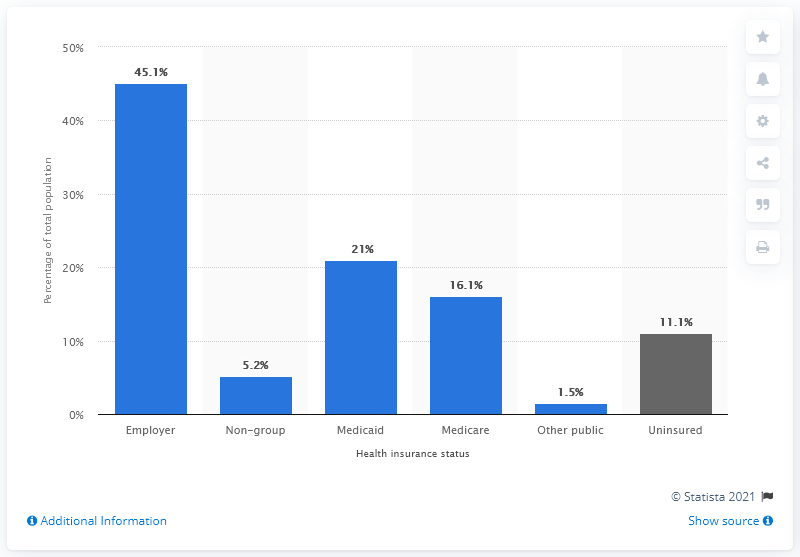 50%
40%
30%
20%
10%
0%
Percentage of total population
45.1%
5.2%
21%
16.1%
1.5%
11.1%
Employer
Non-group
Medicaid
Medicare
Other public
Uninsured
Health insurance status
© Statista 2021
Additional Information
Show source